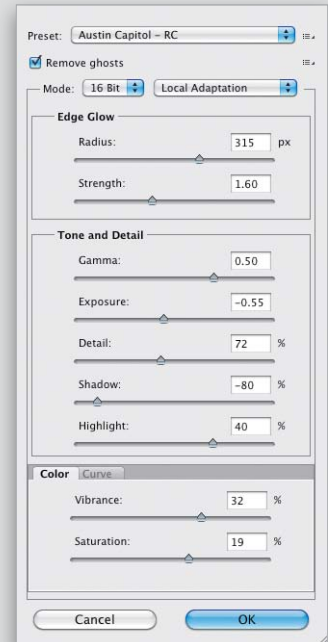 Preset: Austin Capitol – RC
Remove ghosts
Mode: 16 Bit Local Adaptation
Edge Glow
Radius: 315 px
Strength: 1.60
Tone and Detail
Gamma: 0.50
Exposure: -0.55
Detail: 72 %
Shadow: -80 %
Highlight: 40 %
Color Curve
Vibrance: 32 %
Saturation: 19 %
Cancel OK